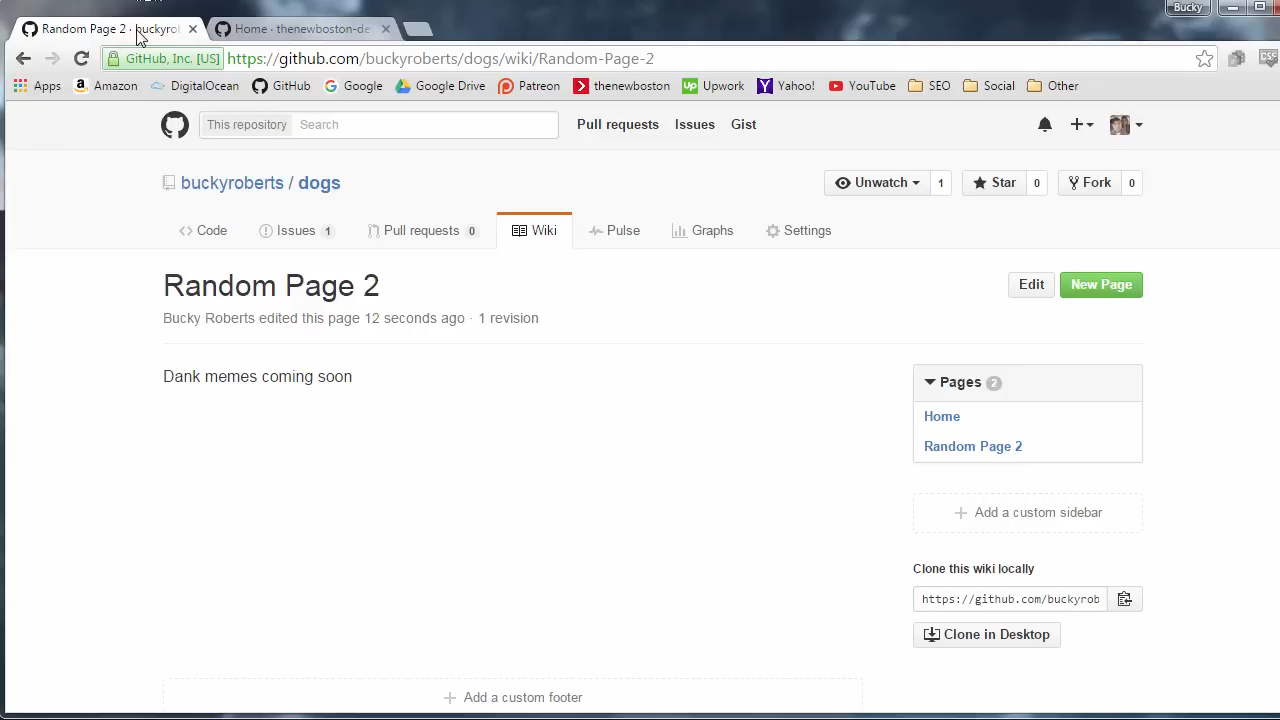 Bucky
Random Page 2 · buckyro
Home · thenewboston-de
GitHub, Inc. [US] https://github.com/buckyroberts/dogs/wiki/Random-Page-2
Apps Amazon DigitalOcean GitHub Google Google Drive Patreon thenewboston Upwork Yahoo! YouTube SEO Social Other
This repository Search Pull requests Issues Gist
buckyroberts / dogs Unwatch 1 Star 0 Fork 0
Code Issues 1 Pull requests 0 Wiki Pulse Graphs Settings
Random Page 2 Edit New Page
Bucky Roberts edited this page 12 seconds ago · 1 revision
Dank memes coming soon
Pages 2
Home
Random Page 2
+ Add a custom sidebar
Clone this wiki locally
https://github.com/buckyrob
Clone in Desktop
+ Add a custom footer